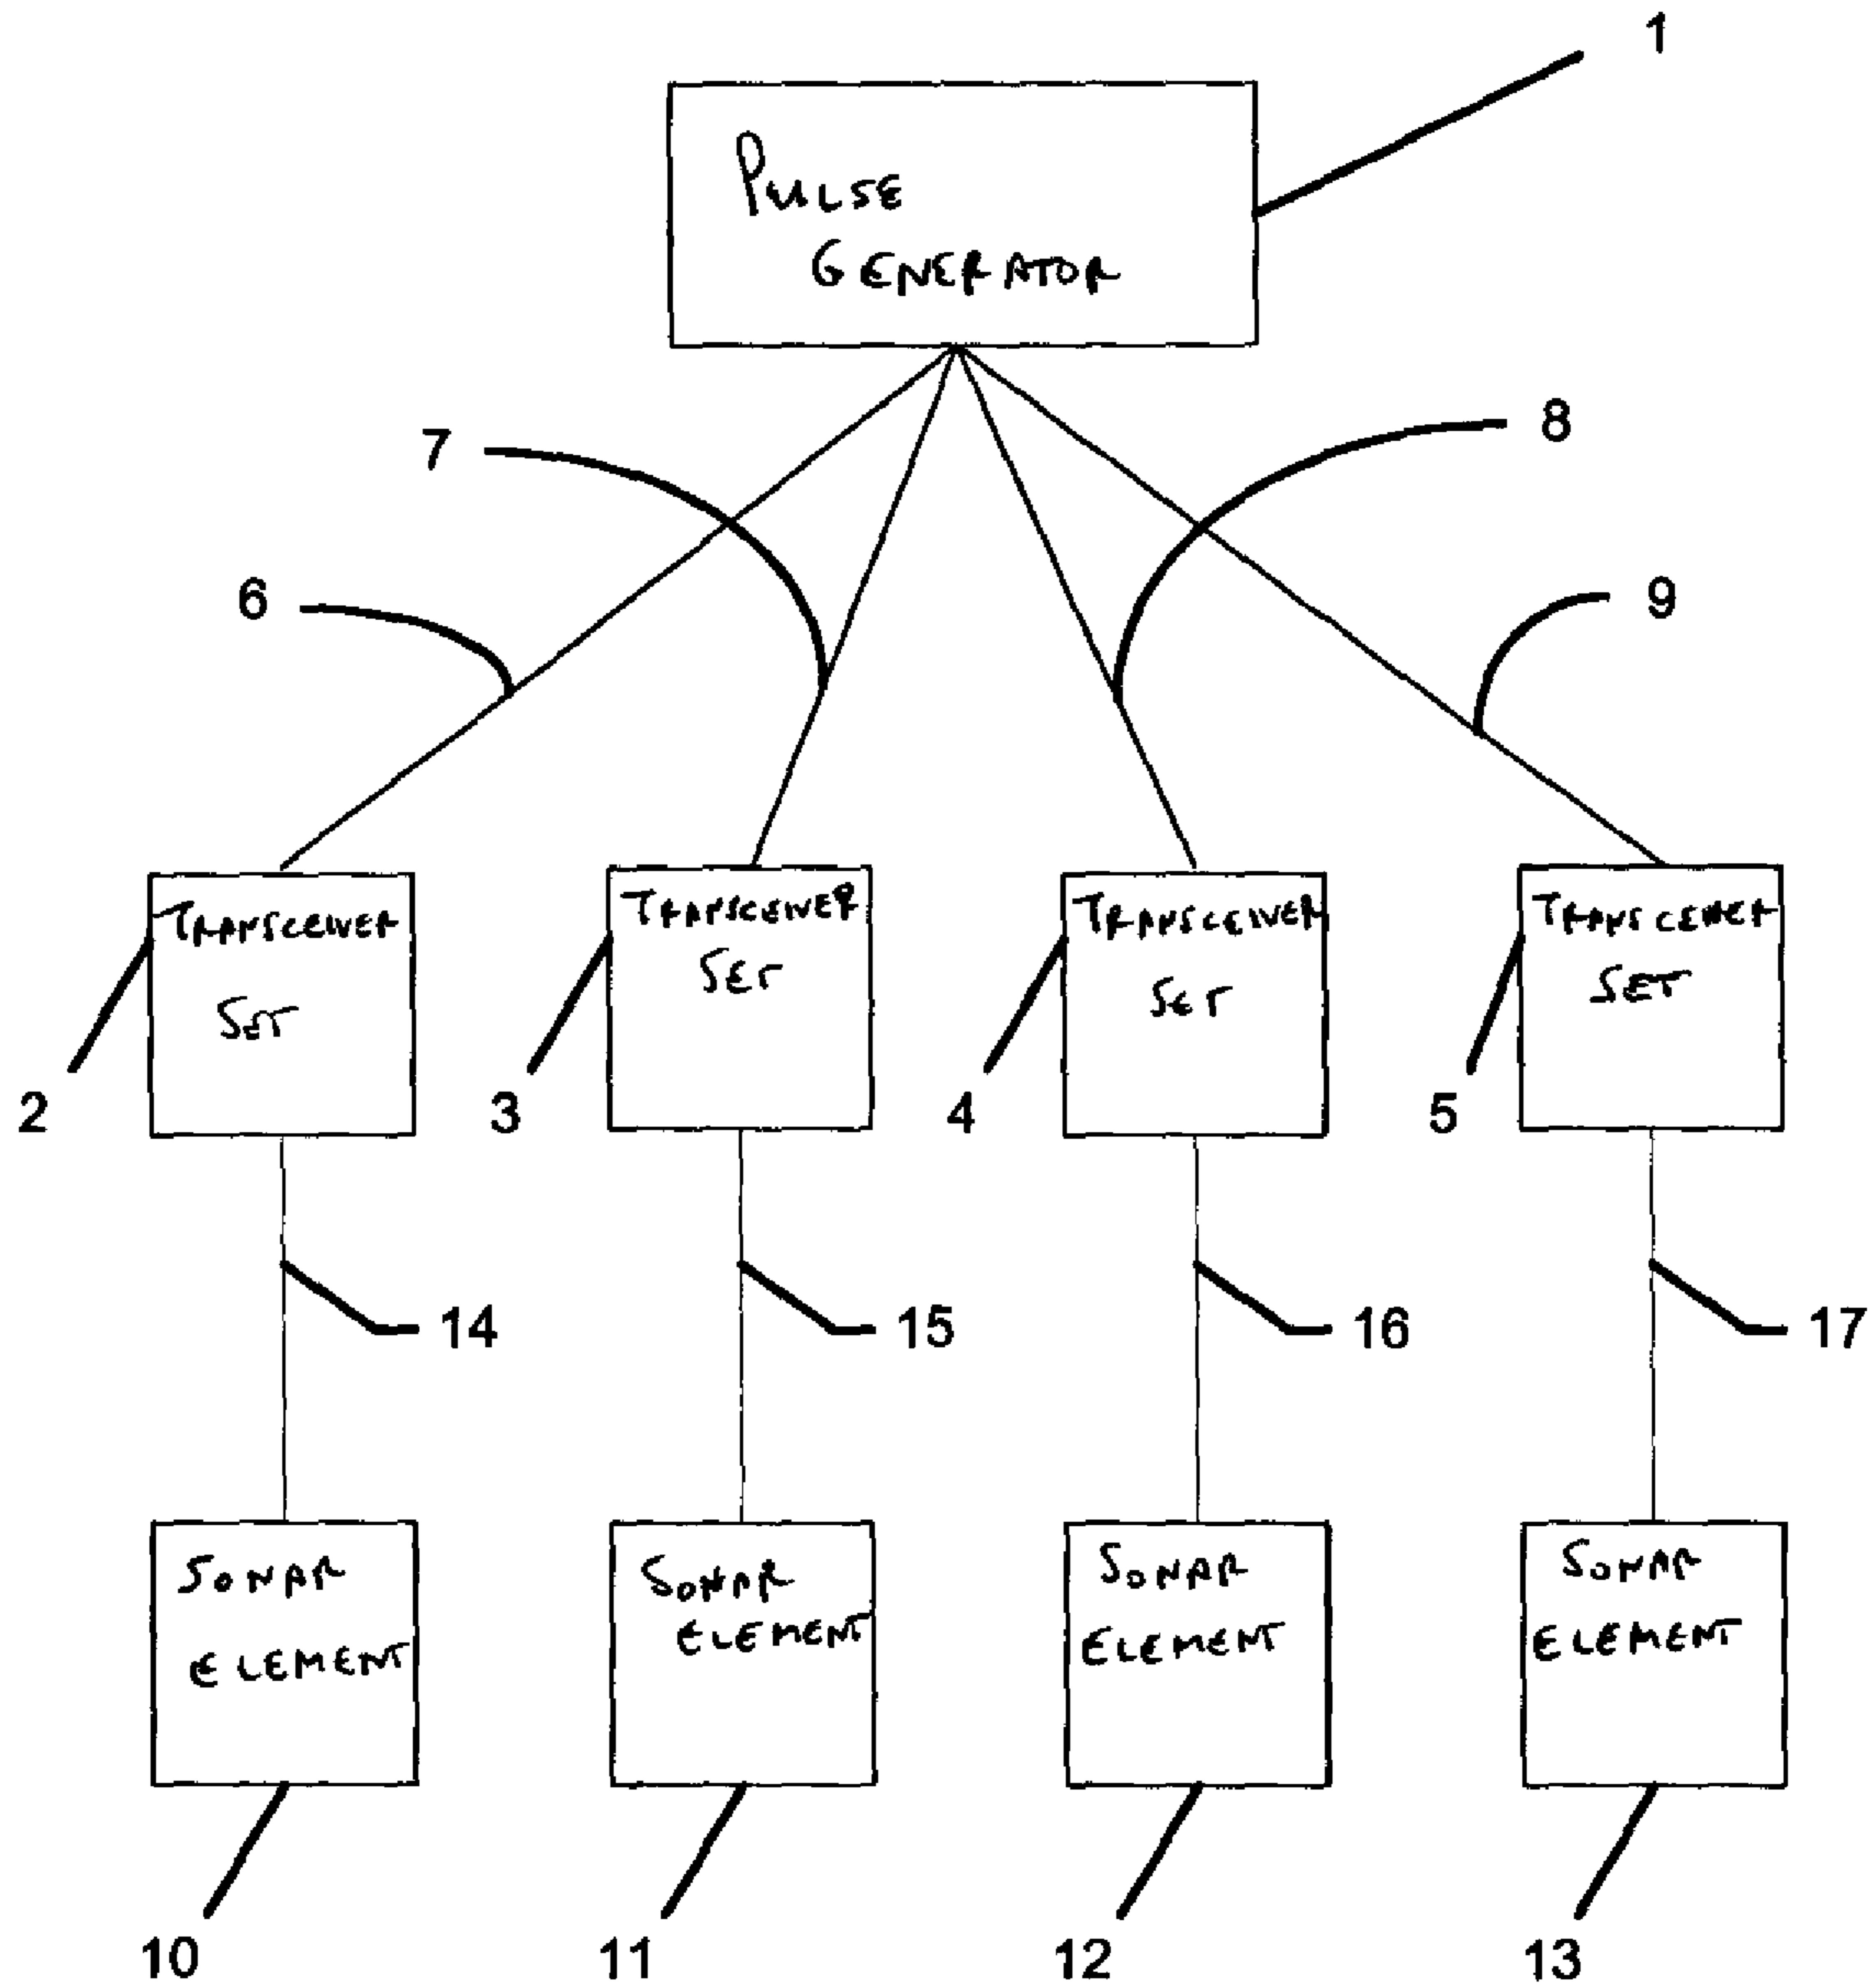 1
PULSE
GENERATOR
7
8
6
9
TRANSCEIVER
SET
TRANSCEIVER
SET
TRANSCEIVER
SET
TRANSCEIVER
SET
2
3
4
5
14
15
16
17
SONAR
ELEMENT
SONAR
ELEMENT
SONAR
ELEMENT
SONAR
ELEMENT
10
11
12
13